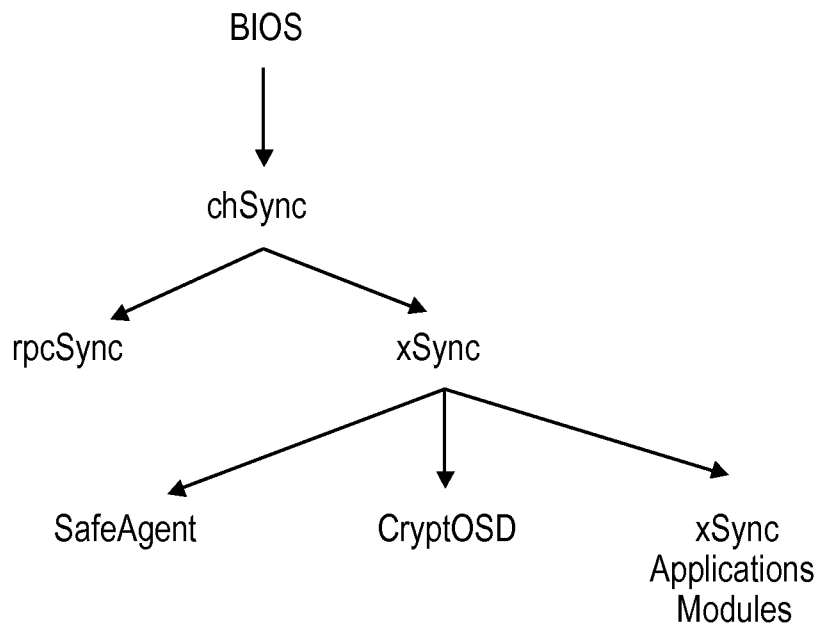 BIOS
chSync
rpcSync
xSync
SafeAgent
CryptOSD
xSync
Applications
Modules